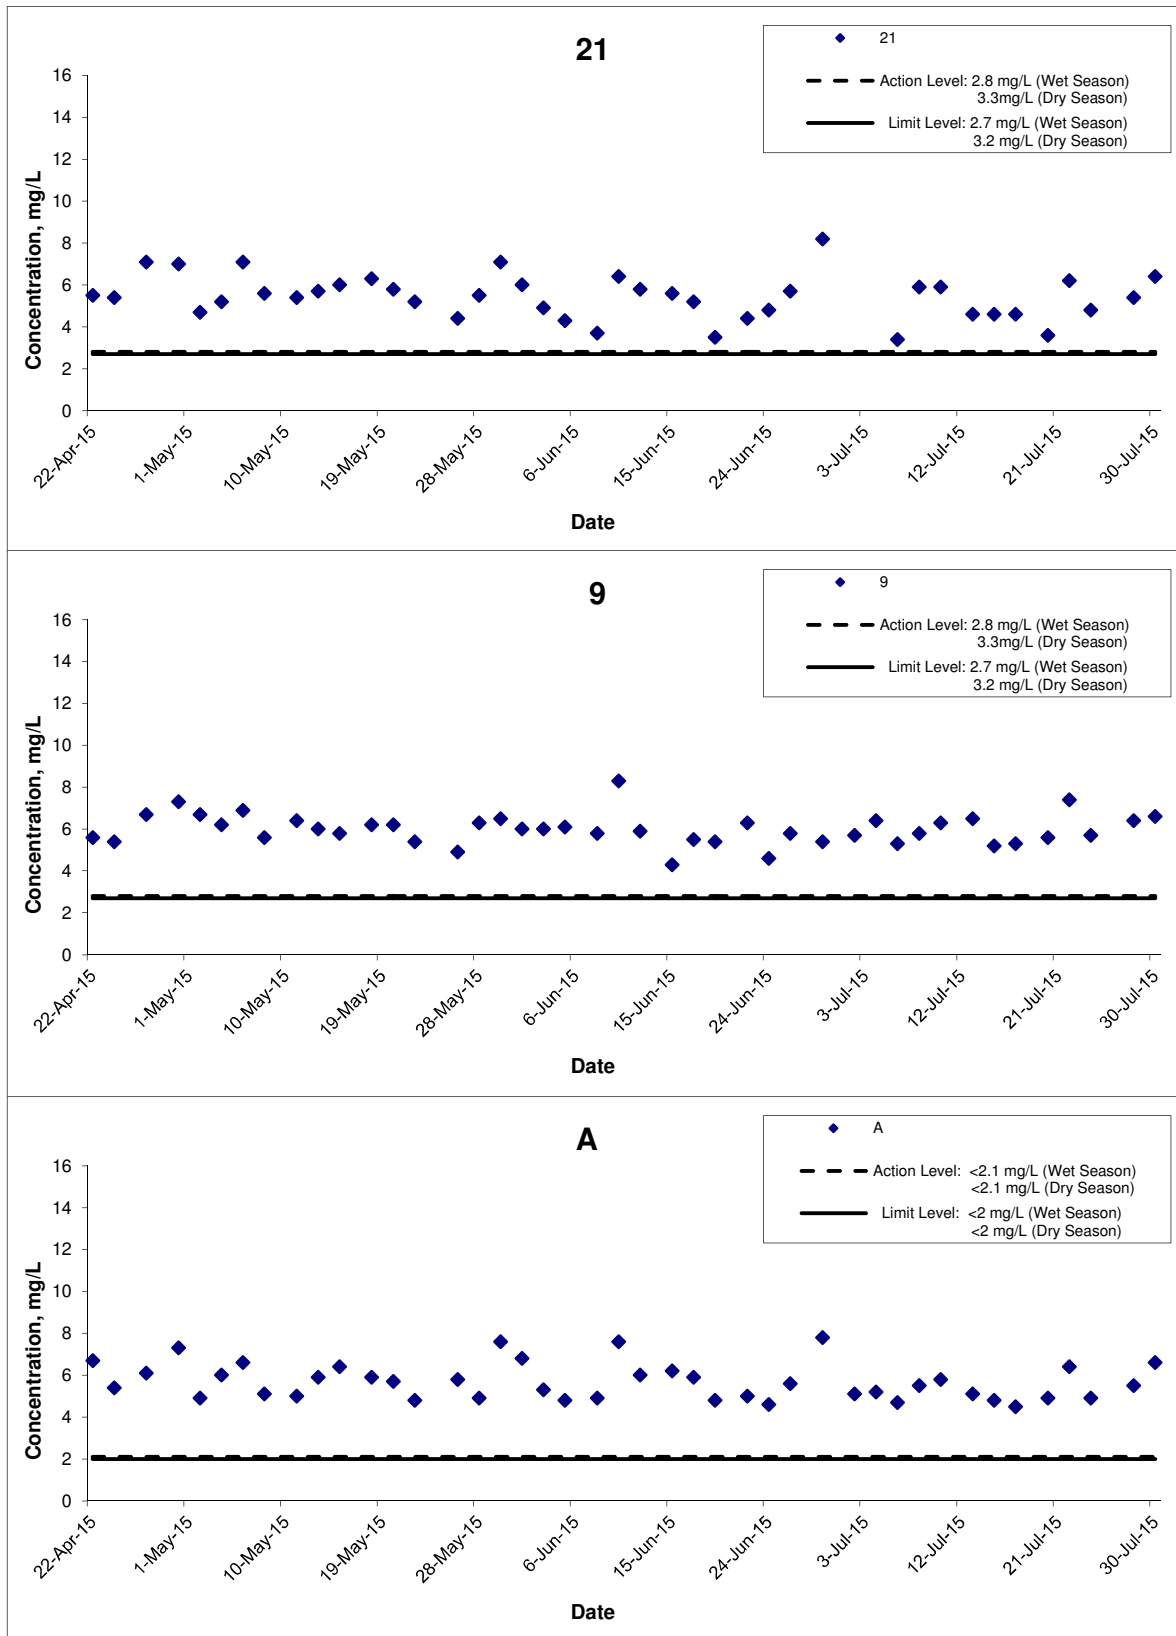 21
21
Action Level: 2.8 mg/L (Wet Season)
3.3mg/L (Dry Season)
Limit Level: 2.7 mg/L (Wet Season)
3.2 mg/L (Dry Season)
Concentration, mg/L
16
14
12
10
8
6
4
2
0
22-Apr-15
1-May-15
10-May-15
19-May-15
28-May-15
6-Jun-15
15-Jun-15
24-Jun-15
3-Jul-15
12-Jul-15
21-Jul-15
30-Jul-15
Date
9
9
Action Level: 2.8 mg/L (Wet Season)
3.3mg/L (Dry Season)
Limit Level: 2.7 mg/L (Wet Season)
3.2 mg/L (Dry Season)
Concentration, mg/L
16
14
12
10
8
6
4
2
0
22-Apr-15
1-May-15
10-May-15
19-May-15
28-May-15
6-Jun-15
15-Jun-15
24-Jun-15
3-Jul-15
12-Jul-15
21-Jul-15
30-Jul-15
Date
A
A
Action Level: <2.1 mg/L (Wet Season)
<2.1 mg/L (Dry Season)
Limit Level: <2 mg/L (Wet Season)
<2 mg/L (Dry Season)
Concentration, mg/L
16
14
12
10
8
6
4
2
0
22-Apr-15
1-May-15
10-May-15
19-May-15
28-May-15
6-Jun-15
15-Jun-15
24-Jun-15
3-Jul-15
12-Jul-15
21-Jul-15
30-Jul-15
Date